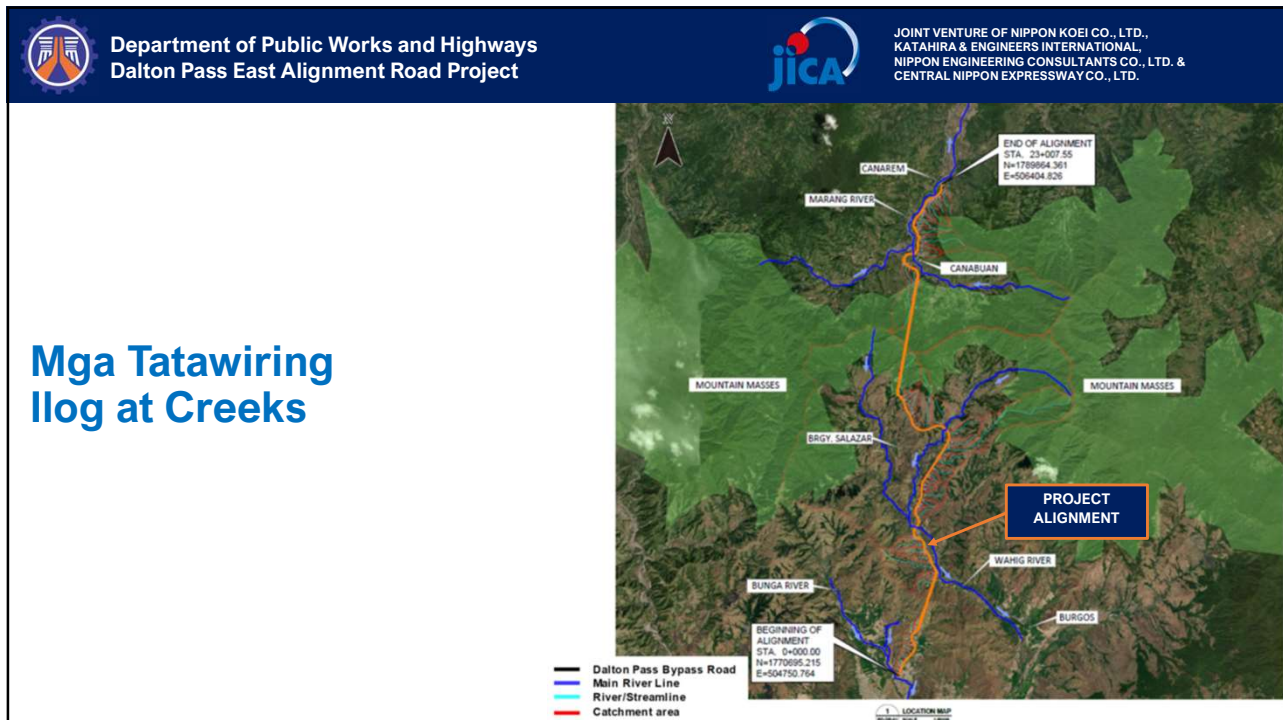 Department of Public Works and Highways
Dalton Pass East Alignment Road Project
JICA
JOINT VENTURE OF NIPPON KOEI CO., LTD.,
KATAHIRA & ENGINEERS INTERNATIONAL,
NIPPON ENGINEERING CONSULTANTS CO., LTD. &
CENTRAL NIPPON EXPRESSWAY CO., LTD.
Mga Tatawiring
Ilog at Creeks
END OF ALIGNMENT
STA. 23+007.55
N=1789864.361
E=506404.826
CANAREM
MARANG RIVER
CANABUAN
MOUNTAIN MASSES
MOUNTAIN MASSES
BRGY. SALAZAR
PROJECT
ALIGNMENT
WAHIG RIVER
BUNGA RIVER
BURGOS
BEGINNING OF
ALIGNMENT
STA. 0+000.00
N=1770695.215
E=504750.764
Dalton Pass Bypass Road
Main River Line
River/Streamline
Catchment area
1 LOCATION MAP